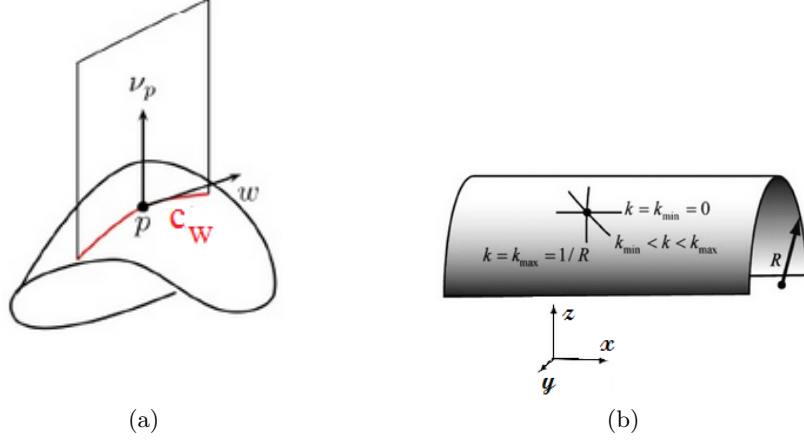 ν_p
w
p
c_w
k = k_min = 0
k_min < k < k_max
k = k_max = 1/R
R
z
x
y
(a)
(b)